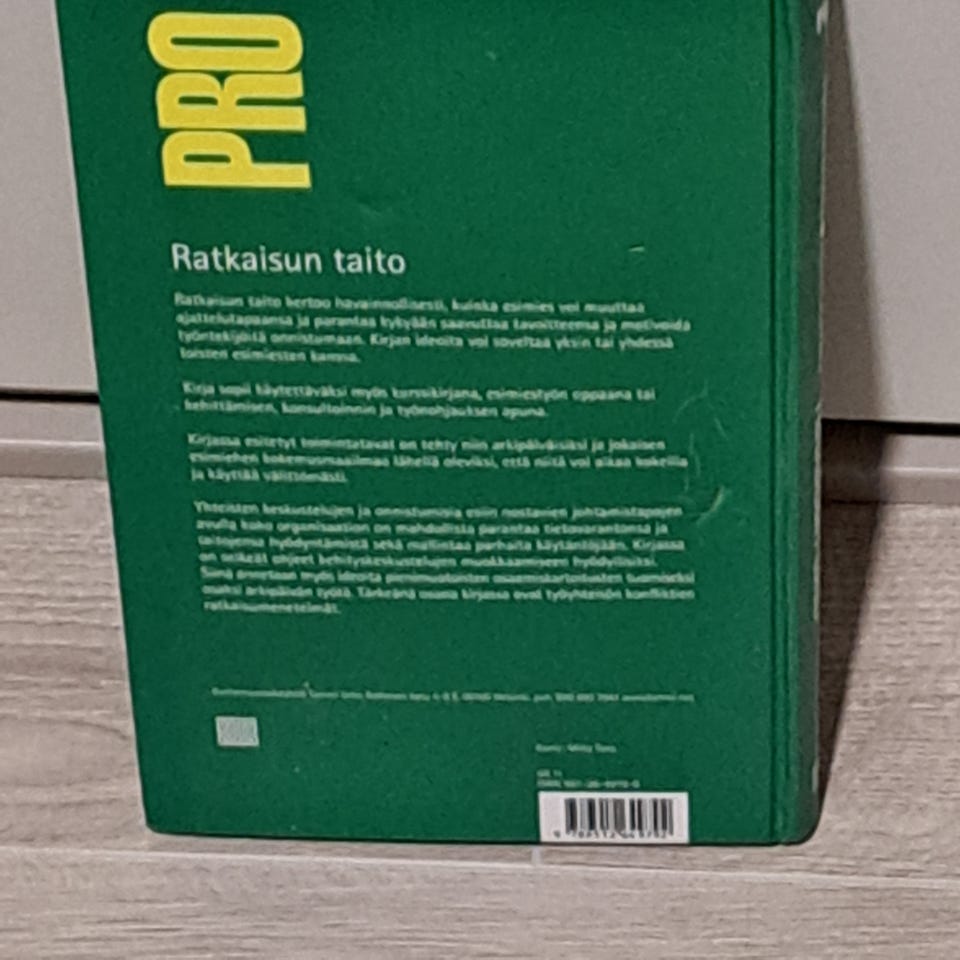 PRO
Ratkaisun taito
Ratkaisun taito kertoo havainnollisesti, kuinka esimies voi muuttaa
ajattelutapaansa ja parantaa kykyään saavuttaa tavoitteensa ja motivoida
työntekijöitä onnistumaan. Kirjan ideoita voi soveltaa yksin tai yhdessä
toisten esimiesten kanssa.
Kirja sopii käytettäväksi myös kurssikirjana, esimiestyön oppaana tai
kehittämisen, konsultoinnin ja työnohjauksen apuna.
Kirjassa esitetyt toimintatavat on tehty niin arkipäiväisiksi ja jokaisen
esimiehen kokemusmaailmaa lähellä oleviksi, että niitä voi alkaa kokeilla
ja käyttää välittömästi.
Yhteisten keskustelujen ja onnistumisia esiin nostavien johtamistapojen
avulla koko organisaation on mahdollista parantaa tietovarantonsa ja
taitojensa hyödyntämistä sekä mallintaa parhaita käytäntöjään. Kirjassa
on selkeät ohjeet kehityskeskustelujen muokkaamiseen hyödyllisiksi.
Siinä annetaan myös ideoita pienimuotoisten osaamiskartoitusten tuomiseksi
osaksi arkipäivän työtä. Tärkeänä osana kirjassa ovat työyhteisön konfliktien
ratkaisumenetelmät.